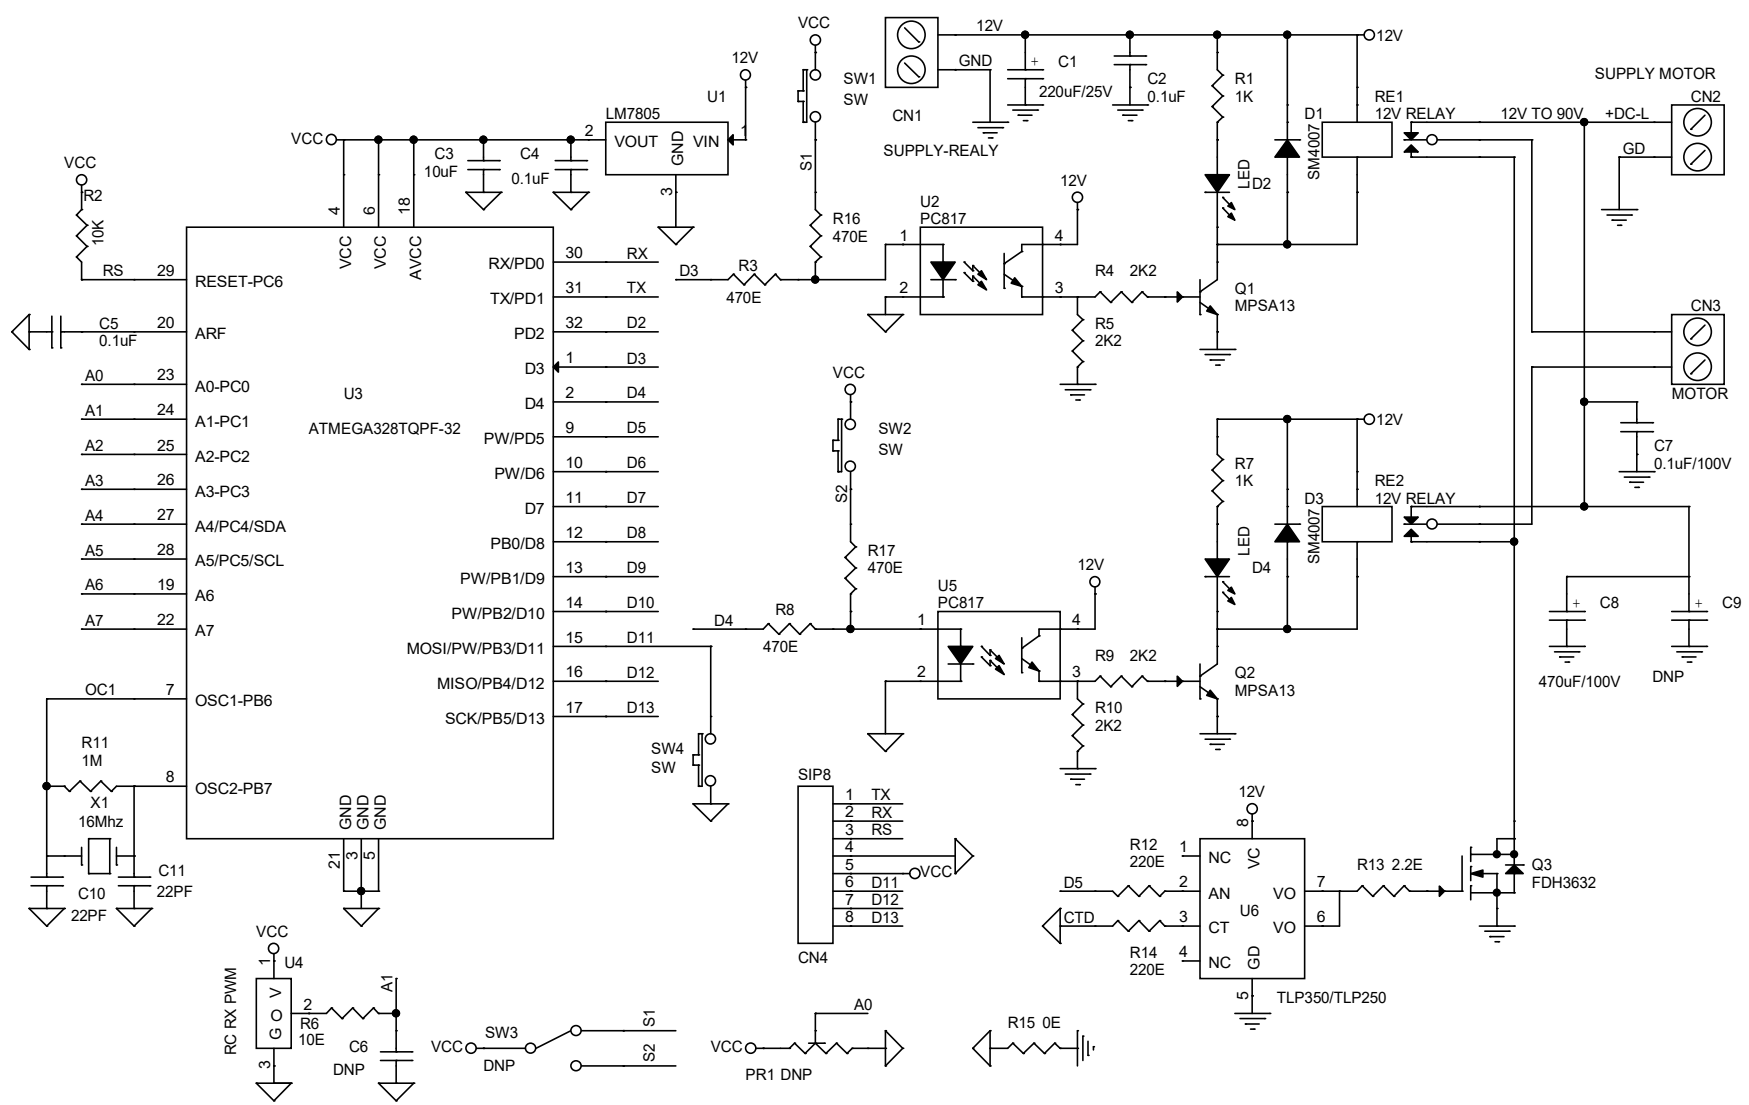 VCC
12V
SW1
SW
S1
U1
LM7805
VOUT
GND
VIN
2
1
3
VCC
C3
10uF
C4
0.1uF
12V
GND
CN1
SUPPLY-REALY
+
C1
220uF/25V
C2
0.1uF
R1
1K
12V
RE1
12V RELAY
D1
SM4007
LED
D2
12V TO 90V
+DC-L
SUPPLY MOTOR
CN2
GD
VCC
R2
10K
RS
29
RESET-PC6
C5
0.1uF
20
ARF
A0
23
A0-PC0
A1
24
A1-PC1
A2
25
A2-PC2
A3
26
A3-PC3
A4
27
A4/PC4/SDA
A5
28
A5/PC5/SCL
A6
19
A6
A7
22
A7
OC1
7
OSC1-PB6
8
OSC2-PB7
R11
1M
X1
16Mhz
C10
22PF
C11
22PF
4
6
18
VCC
VCC
AVCC
U3
ATMEGA328TQPF-32
GND
GND
GND
21
3
5
RX/PD0
30
RX
TX/PD1
31
TX
PD2
32
D2
D3
1
D3
D4
2
D4
PW/PD5
9
D5
PW/D6
10
D6
D7
11
D7
PB0/D8
12
D8
PW/PB1/D9
13
D9
PW/PB2/D10
14
D10
MOSI/PW/PB3/D11
15
D11
MISO/PB4/D12
16
D12
SCK/PB5/D13
17
D13
SW4
SW
D3
R3
470E
R16
470E
U2
PC817
1
2
4
3
12V
R4 2K2
R5
2K2
Q1
MPSA13
CN3
MOTOR
C7
0.1uF/100V
VCC
SW2
SW
S2
R17
470E
D4
R8
470E
U5
PC817
1
2
4
3
12V
R9 2K2
R10
2K2
Q2
MPSA13
R7
1K
LED
D4
D3
SM4007
12V
RE2
12V RELAY
+
C8
470uF/100V
+
C9
DNP
SIP8
1 TX
2 RX
3 RS
4
5
VCC
6 D11
7 D12
8 D13
CN4
12V
8
VC
R12
220E
D5
CTD
R14
220E
1
NC
2
AN
3
CT
4
NC
U6
VO
7
VO
6
GD
5
TLP350/TLP250
R13 2.2E
Q3
FDH3632
VCC
1
U4
RC RX PWM
G O V
2
R6
10E
3
A1
C6
DNP
VCC
SW3
DNP
S1
S2
VCC
A0
PR1 DNP
R15 0E